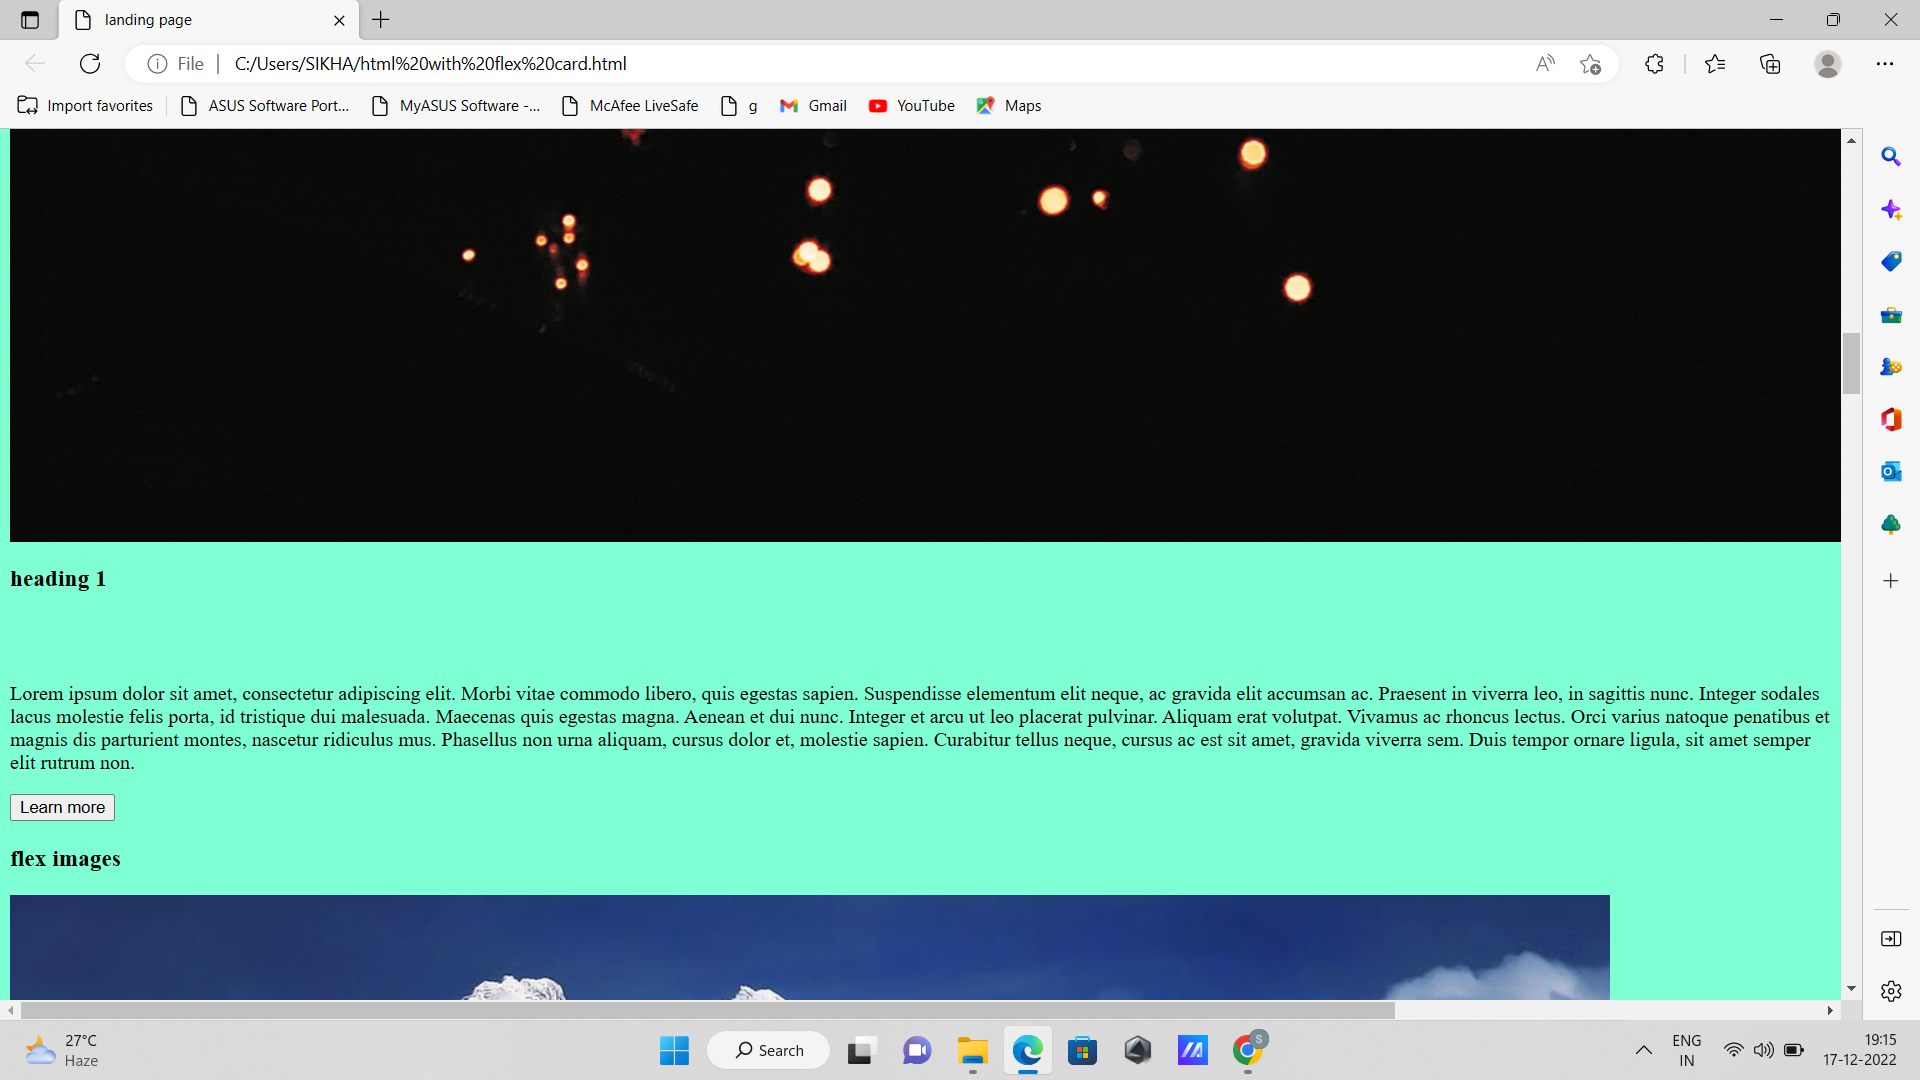 landing page
File
C:/Users/SIKHA/html%20with%20flex%20card.html
Import favorites
ASUS Software Port...
MyASUS Software -...
McAfee LiveSafe
g
Gmail
YouTube
Maps
heading 1
Lorem ipsum dolor sit amet, consectetur adipiscing elit. Morbi vitae commodo libero, quis egestas sapien. Suspendisse elementum elit neque, ac gravida elit accumsan ac. Praesent in viverra leo, in sagittis nunc. Integer sodales
lacus molestie felis porta, id tristique dui malesuada. Maecenas quis egestas magna. Aenean et dui nunc. Integer et arcu ut leo placerat pulvinar. Aliquam erat volutpat. Vivamus ac rhoncus lectus. Orci varius natoque penatibus et
magnis dis parturient montes, nascetur ridiculus mus. Phasellus non urna aliquam, cursus dolor et, molestie sapien. Curabitur tellus neque, cursus ac est sit amet, gravida viverra sem. Duis tempor ornare ligula, sit amet semper
elit rutrum non.
Learn more
flex images
27°C
Haze
Search
S
ENG
IN
19:15
17-12-2022